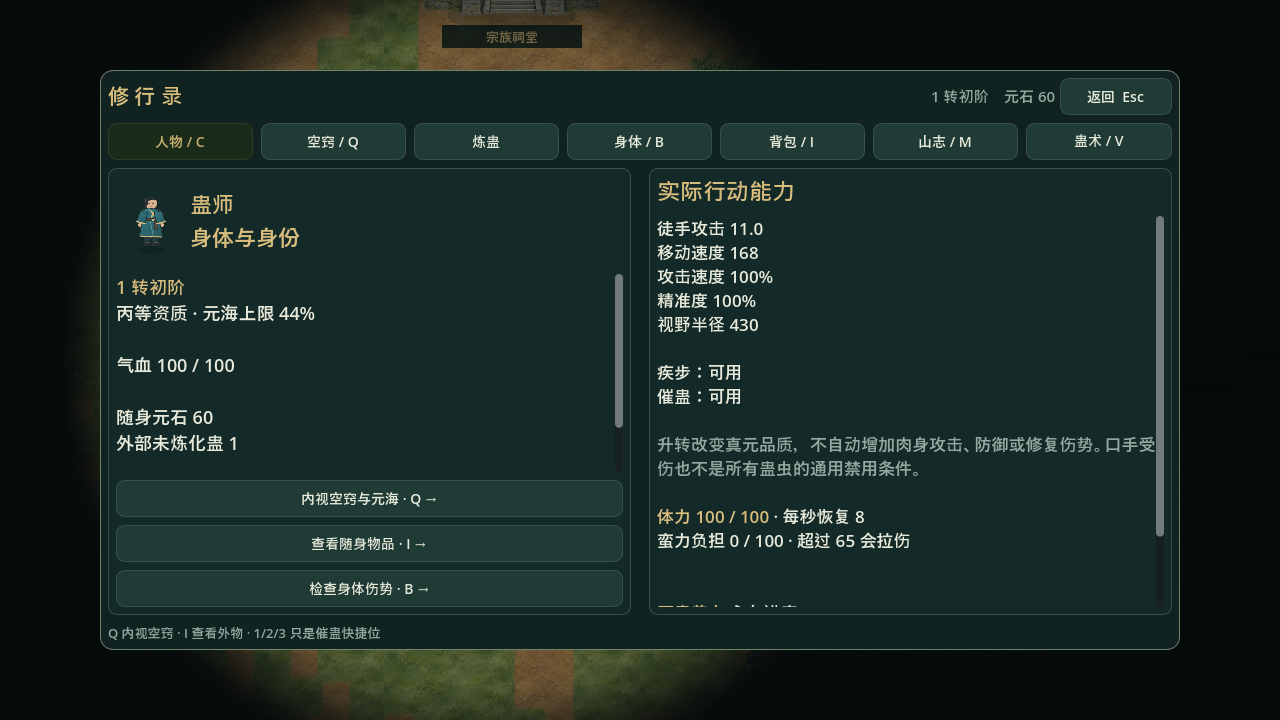 宗族祠堂
修行录
1 转初阶 元石 60
返回 Esc
人物 / C
空窍 / Q
炼蛊
身体 / B
背包 / I
山志 / M
蛊术 / V
蛊师
身体与身份
1 转初阶
丙等资质 · 元海上限 44%
气血 100 / 100
随身元石 60
外部未炼化蛊 1
内视空窍与元海 · Q →
查看随身物品 · I →
检查身体伤势 · B →
实际行动能力
徒手攻击 11.0
移动速度 168
攻击速度 100%
精准度 100%
视野半径 430
疾步：可用
催蛊：可用
升转改变真元品质，不自动增加肉身攻击、防御或修复伤势。口手受
伤也不是所有蛊虫的通用禁用条件。
体力 100 / 100 · 每秒恢复 8
蛮力负担 0 / 100 · 超过 65 会拉伤
Q 内视空窍 · I 查看外物 · 1/2/3 只是催蛊快捷位